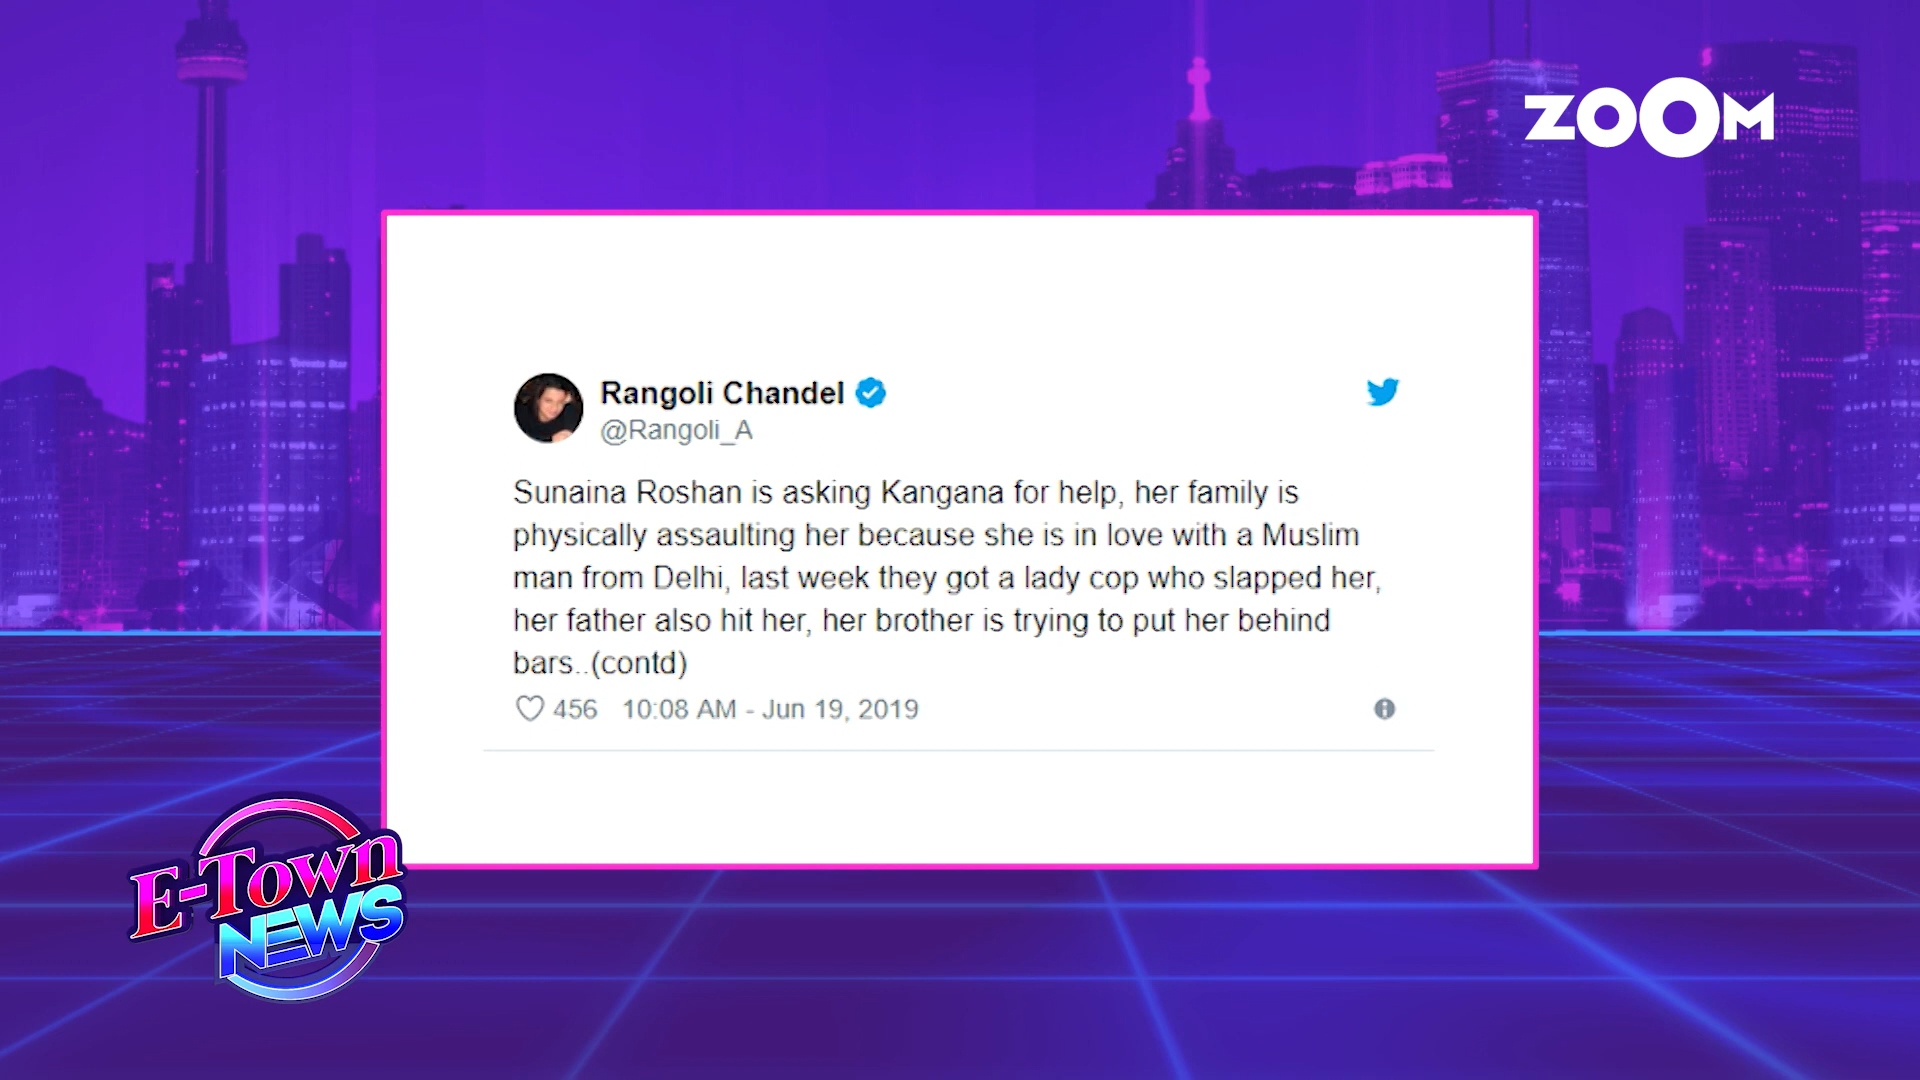 ZOOM
Rangoli Chandel
@Rangoli_A
Sunaina Roshan is asking Kangana for help, her family is
physically assaulting her because she is in love with a Muslim
man from Delhi, last week they got a lady cop who slapped her,
her father also hit her, her brother is trying to put her behind
bars..(contd)
456 10:08 AM - Jun 19, 2019
E-Town
NEWS